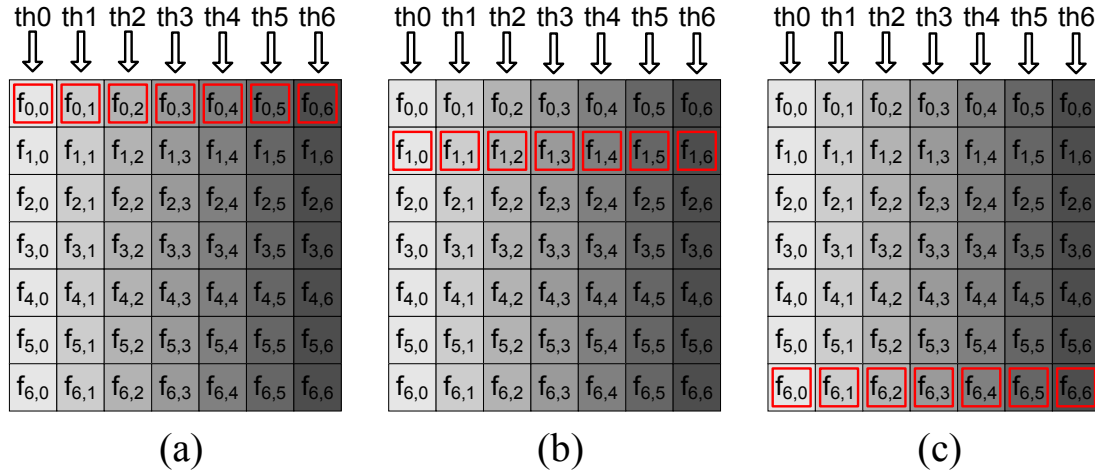 th0 th1 th2 th3 th4 th5 th6 th0 th1 th2 th3 th4 th5 th6 th0 th1 th2 th3 th4 th5 th6
f0,0 f0,1 f0,2 f0,3 f0,4 f0,5 f0,6 f0,0 f0,1 f0,2 f0,3 f0,4 f0,5 f0,6 f0,0 f0,1 f0,2 f0,3 f0,4 f0,5 f0,6
f1,0 f1,1 f1,2 f1,3 f1,4 f1,5 f1,6 f1,0 f1,1 f1,2 f1,3 f1,4 f1,5 f1,6 f1,0 f1,1 f1,2 f1,3 f1,4 f1,5 f1,6
f2,0 f2,1 f2,2 f2,3 f2,4 f2,5 f2,6 f2,0 f2,1 f2,2 f2,3 f2,4 f2,5 f2,6 f2,0 f2,1 f2,2 f2,3 f2,4 f2,5 f2,6
f3,0 f3,1 f3,2 f3,3 f3,4 f3,5 f3,6 f3,0 f3,1 f3,2 f3,3 f3,4 f3,5 f3,6 f3,0 f3,1 f3,2 f3,3 f3,4 f3,5 f3,6
f4,0 f4,1 f4,2 f4,3 f4,4 f4,5 f4,6 f4,0 f4,1 f4,2 f4,3 f4,4 f4,5 f4,6 f4,0 f4,1 f4,2 f4,3 f4,4 f4,5 f4,6
f5,0 f5,1 f5,2 f5,3 f5,4 f5,5 f5,6 f5,0 f5,1 f5,2 f5,3 f5,4 f5,5 f5,6 f5,0 f5,1 f5,2 f5,3 f5,4 f5,5 f5,6
f6,0 f6,1 f6,2 f6,3 f6,4 f6,5 f6,6 f6,0 f6,1 f6,2 f6,3 f6,4 f6,5 f6,6 f6,0 f6,1 f6,2 f6,3 f6,4 f6,5 f6,6
(a) (b) (c)